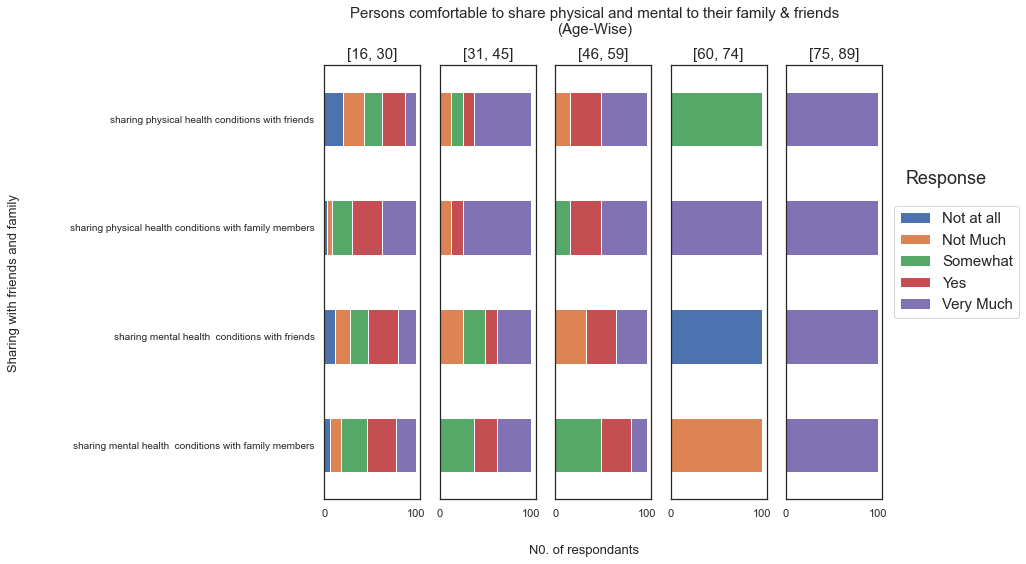 Persons comfortable to share physical and mental to their family & friends
(Age-Wise)
[16, 30]
[31, 45]
[46, 59]
[60, 74]
[75, 89]
sharing physical health conditions with friends
sharing physical health conditions with family members
sharing mental health  conditions with friends
sharing mental health  conditions with family members
Sharing with friends and family
0
100
0
100
0
100
0
100
0
100
N0. of respondants
Response
Not at all
Not Much
Somewhat
Yes
Very Much